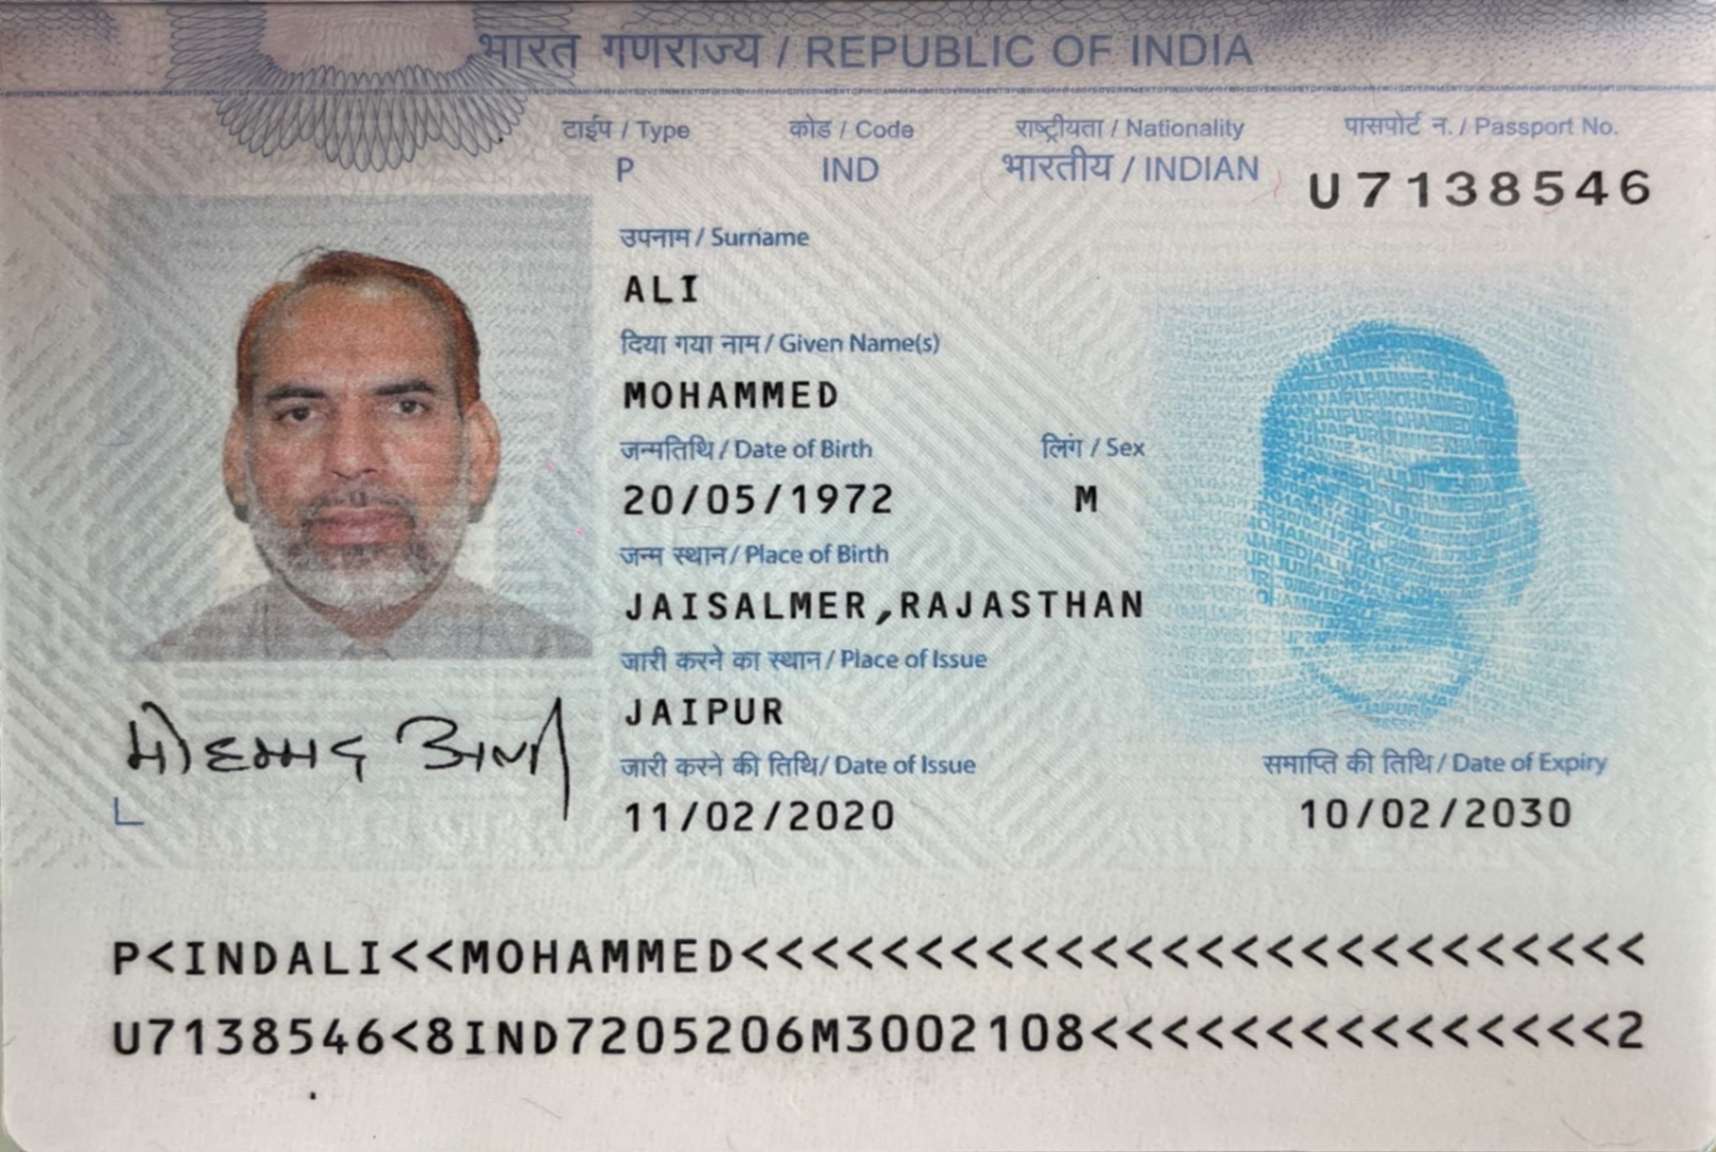 भारत गणराज्य / REPUBLIC OF INDIA
टाईप / Type कोड / Code राष्ट्रीयता / Nationality पासपोर्ट न. / Passport No.
P IND भारतीय / INDIAN U7138546
उपनाम / Surname
ALI
दिया गया नाम / Given Name(s)
MOHAMMED
जन्मतिथि / Date of Birth लिंग / Sex
20/05/1972 M
जन्म स्थान / Place of Birth
JAISALMER,RAJASTHAN
जारी करने का स्थान / Place of Issue
JAIPUR
मोहम्मद अली
जारी करने की तिथि / Date of Issue समाप्ति की तिथि / Date of Expiry
11/02/2020 10/02/2030
P<INDALI<<MOHAMMED<<<<<<<<<<<<<<<<<<<<<<<<<<
U7138546<8IND7205206M3002108<<<<<<<<<<<<<<<2